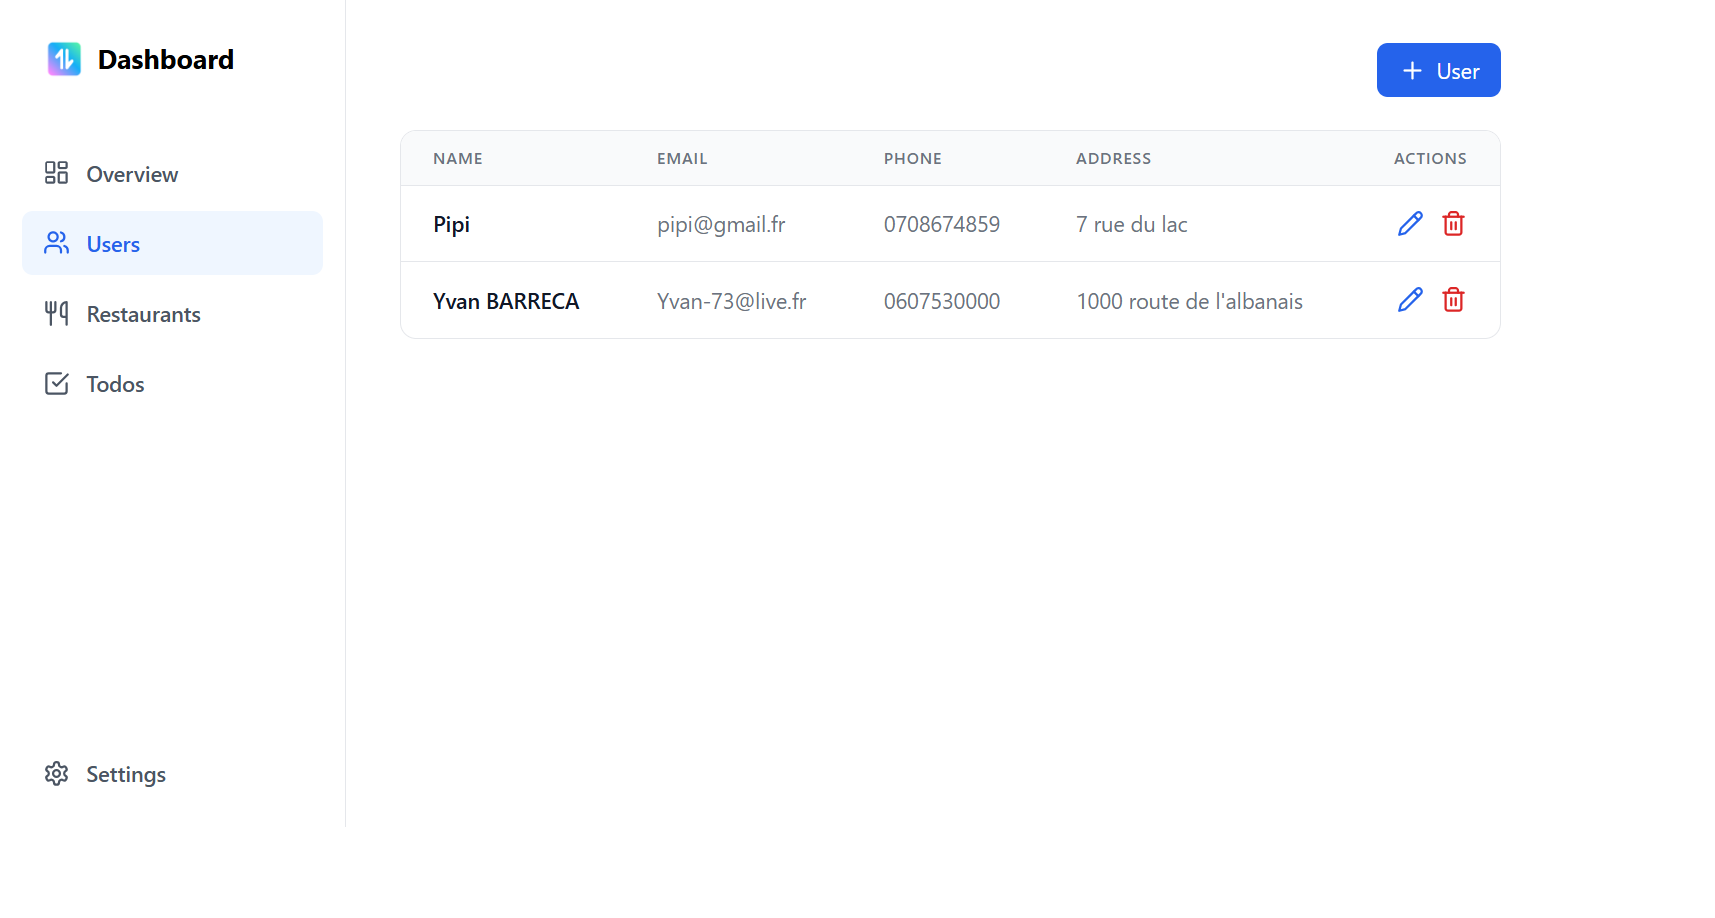 Dashboard
Overview
Users
Restaurants
Todos
Settings
User
NAME EMAIL PHONE ADDRESS ACTIONS
Pipi pipi@gmail.fr 0708674859 7 rue du lac
Yvan BARRECA Yvan-73@live.fr 0607530000 1000 route de l'albanais